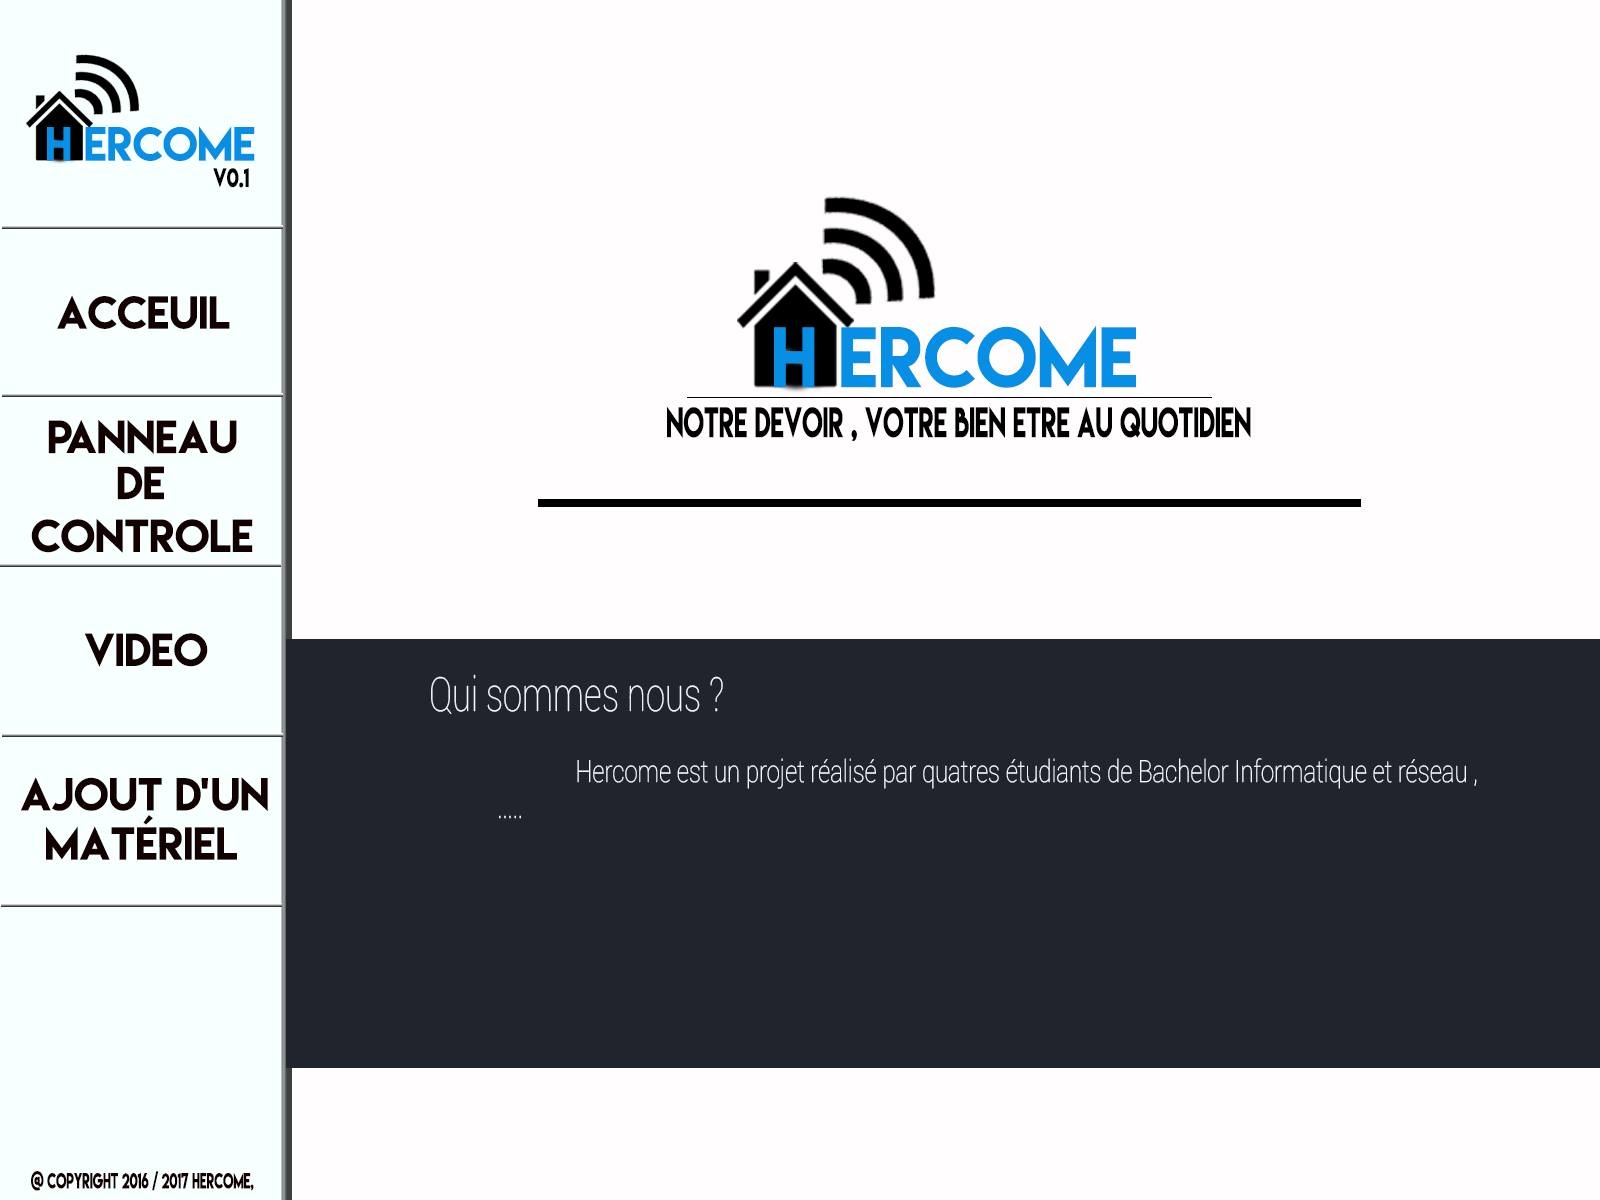 HERCOME
V0.1
ACCEUIL
PANNEAU
DE
CONTROLE
VIDEO
AJOUT D'UN
MATÉRIEL
@ COPYRIGHT 2016 / 2017 HERCOME,
HERCOME
NOTRE DEVOIR , VOTRE BIEN ETRE AU QUOTIDIEN
Qui sommes nous ?
Hercome est un projet réalisé par quatres étudiants de Bachelor Informatique et réseau ,
.....